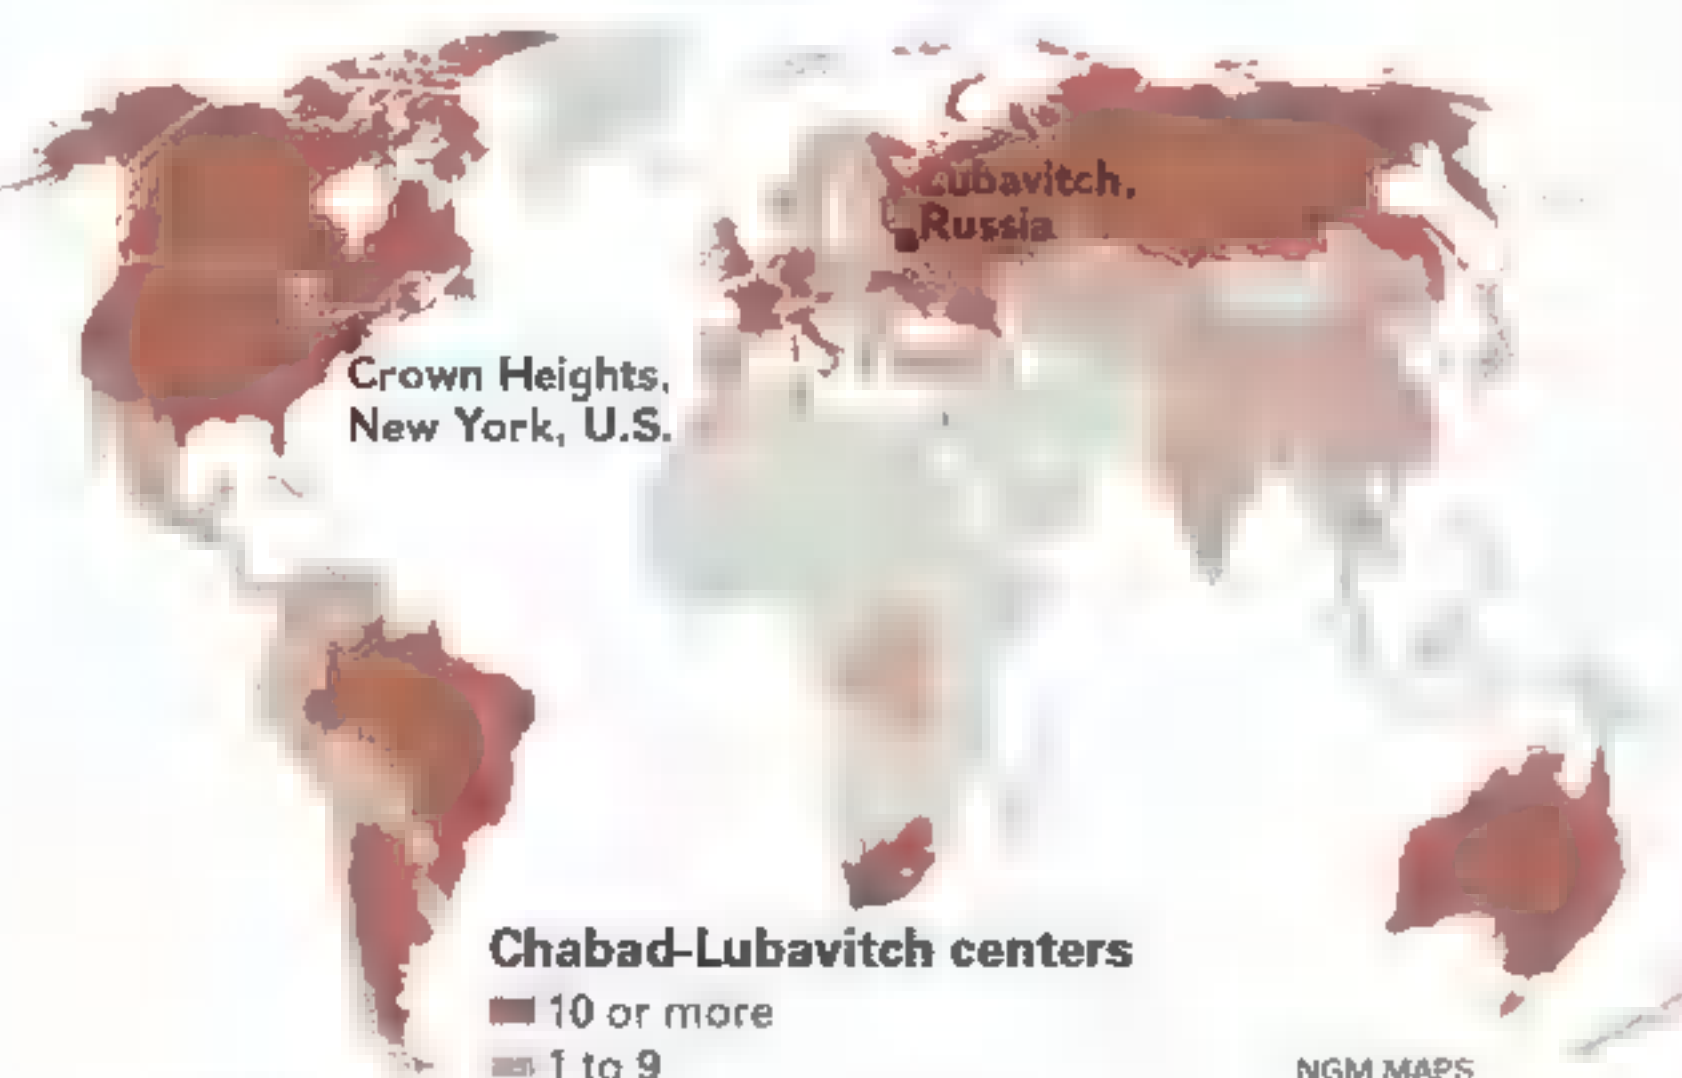 Lubavitch,
Russia
Crown Heights,
New York, U.S.
Chabad-Lubavitch centers
10 or more
1 to 9
NGM MAPS